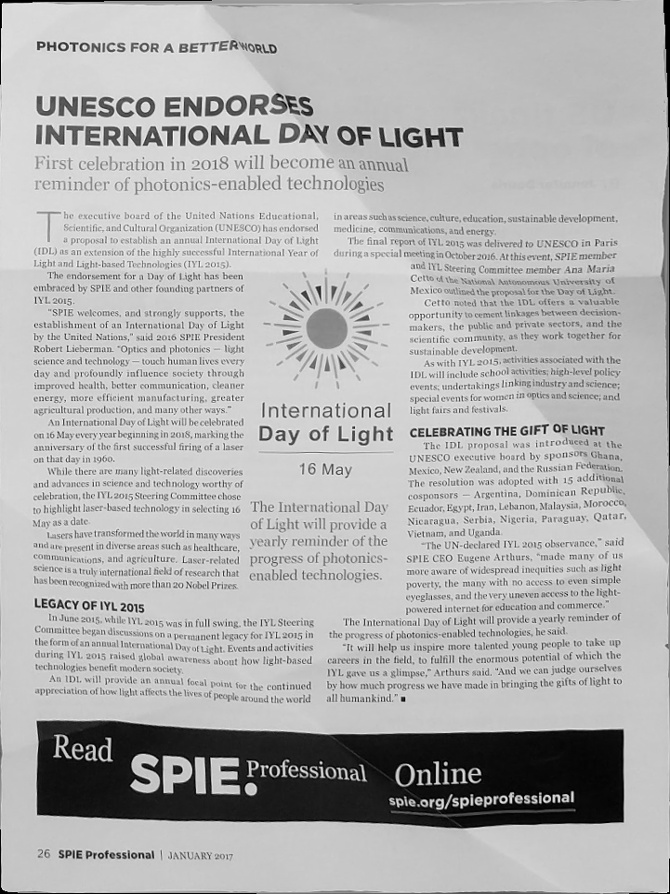 PHOTONICS FOR A BETTER WORLD
UNESCO ENDORSES
INTERNATIONAL DAY OF LIGHT
First celebration in 2018 will become an annual
reminder of photonics-enabled technologies
The executive board of the United Nations Educational,
Scientific, and Cultural Organization (UNESCO) has endorsed
a proposal to establish an annual International Day of Light
(IDL) as an extension of the highly successful International Year of
Light and Light-based Technologies (IYL 2015).
The endorsement for a Day of Light has been
embraced by SPIE and other founding partners of
IYL 2015.
“SPIE welcomes, and strongly supports, the
establishment of an International Day of Light
by the United Nations,” said 2016 SPIE President
Robert Lieberman. “Optics and photonics — light
science and technology — touch human lives every
day and profoundly influence society through
improved health, better communication, cleaner
energy, more efficient manufacturing, greater
agricultural production, and many other ways.”
An International Day of Light will be celebrated
on 16 May every year beginning in 2018, marking the
anniversary of the first successful firing of a laser
on that day in 1960.
While there are many light-related discoveries
and advances in science and technology worthy of
celebration, the IYL 2015 Steering Committee chose
to highlight laser-based technology in selecting 16
May as a date.
Lasers have transformed the world in many ways
and are present in diverse areas such as healthcare,
communications, and agriculture. Laser-related
science is a truly international field of research that
has been recognized with more than 20 Nobel Prizes.
LEGACY OF IYL 2015
In June 2015, while IYL 2015 was in full swing, the IYL Steering
Committee began discussions on a permanent legacy for IYL 2015 in
the form of an annual International Day of Light. Events and activities
during IYL 2015 raised global awareness about how light-based
technologies benefit modern society.
An IDL will provide an annual focal point for the continued
appreciation of how light affects the lives of people around the world
International
Day of Light
16 May
The International Day
of Light will provide a
yearly reminder of the
progress of photonics-
enabled technologies.
in areas such as science, culture, education, sustainable development,
medicine, communications, and energy.
The final report of IYL 2015 was delivered to UNESCO in Paris
during a special meeting in October 2016. At this event, SPIE member
and IYL Steering Committee member Ana Maria
Cetto of the National Autonomous University of
Mexico outlined the proposal for the Day of Light.
Cetto noted that the IDL offers a valuable
opportunity to cement linkages between decision-
makers, the public and private sectors, and the
scientific community, as they work together for
sustainable development.
As with IYL 2015, activities associated with the
IDL will include school activities; high-level policy
events; undertakings linking industry and science;
special events for women in optics and science; and
light fairs and festivals.
CELEBRATING THE GIFT OF LIGHT
The IDL proposal was introduced at the
UNESCO executive board by sponsors Ghana,
Mexico, New Zealand, and the Russian Federation.
The resolution was adopted with 15 additional
cosponsors — Argentina, Dominican Republic,
Ecuador, Egypt, Iran, Lebanon, Malaysia, Morocco,
Nicaragua, Serbia, Nigeria, Paraguay, Qatar,
Vietnam, and Uganda.
“The UN-declared IYL 2015 observance,” said
SPIE CEO Eugene Arthurs, “made many of us
more aware of widespread inequities such as light
poverty, the many with no access to even simple
eyeglasses, and the very uneven access to the light-
powered internet for education and commerce.”
The International Day of Light will provide a yearly reminder of
the progress of photonics-enabled technologies, he said.
“It will help us inspire more talented young people to take up
careers in the field, to fulfill the enormous potential of which the
IYL gave us a glimpse,” Arthurs said. “And we can judge ourselves
by how much progress we have made in bringing the gifts of light to
all humankind.” ■
Read SPIE. Professional Online
spie.org/spieprofessional
26 SPIE Professional | JANUARY 2017